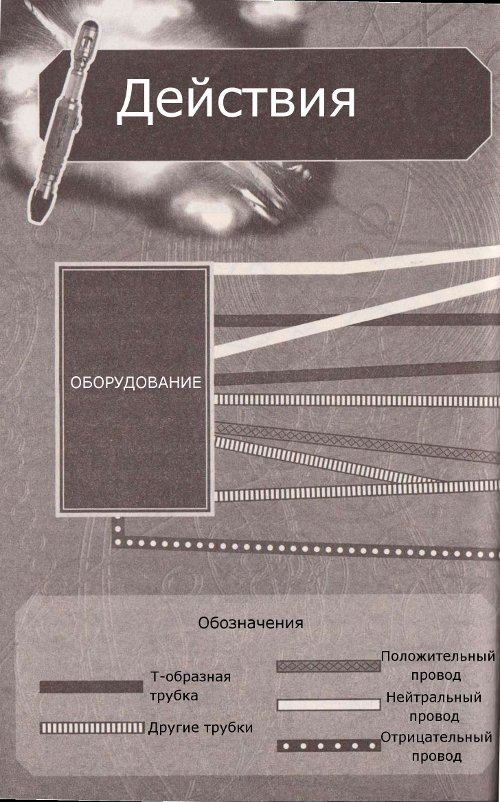 Действия
ОБОРУДОВАНИЕ
Обозначения
Т-образная
трубка
Другие трубки
Положительный
провод
Нейтральный
провод
Отрицательный
провод